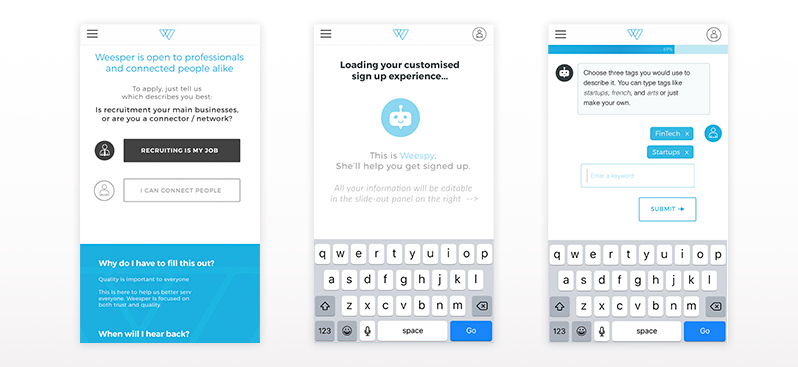 Weesper is open to professionals
and connected people alike
To apply, just tell us
which describes you best:
Is recruitment your main businesses,
or are you a connector / network?
RECRUITING IS MY JOB
I CAN CONNECT PEOPLE
Why do I have to fill this out?
Quality is important to everyone
This is here to help us better serv
everyone. Weesper is focused on
both trust and quality.
When will I hear back?
Loading your customised
sign up experience...
This is Weespy.
She'll help you get signed up.
All your information will be editable
in the slide-out panel on the right -->
q w e r t y u i o p
a s d f g h j k l
z x c v b n m
123 space Go
Choose three tags you would use to
describe it. You can type tags like
startups, french, and arts or just
make your own.
FinTech x
Startups x
Enter a keyword
SUBMIT →
q w e r t y u i o p
a s d f g h j k l
z x c v b n m
123 space Go